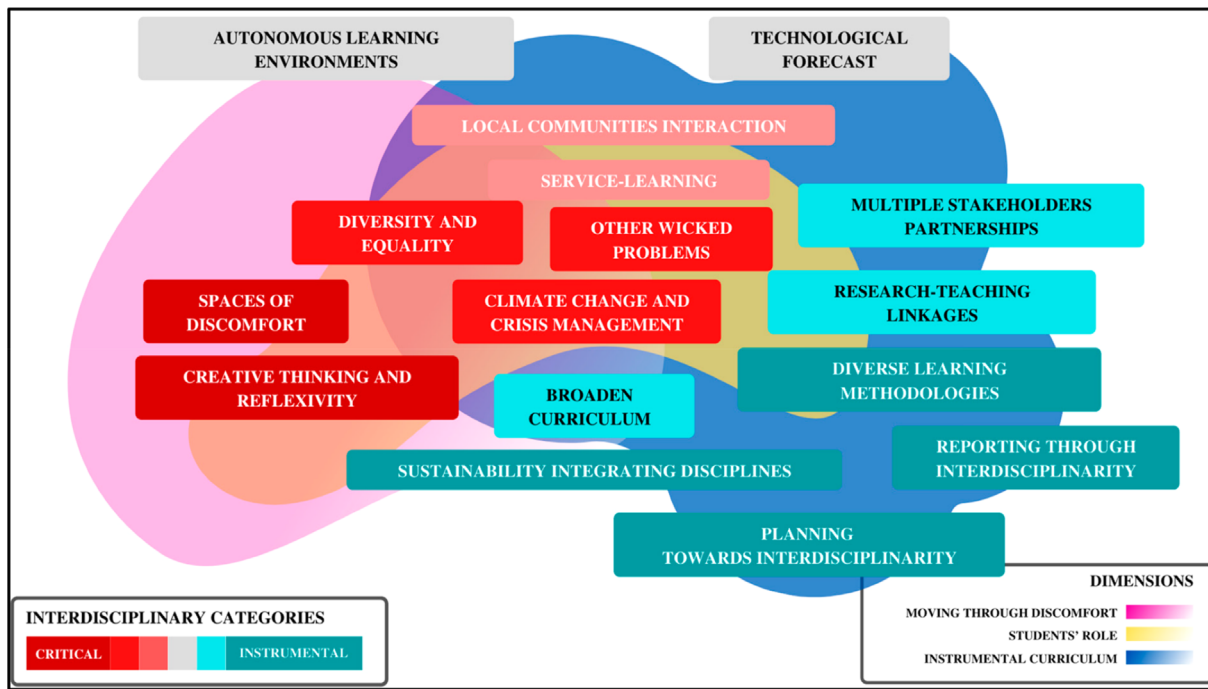 AUTONOMOUS LEARNING
ENVIRONMENTS
TECHNOLOGICAL
FORECAST
LOCAL COMMUNITIES INTERACTION
SERVICE-LEARNING
DIVERSITY AND
EQUALITY
OTHER WICKED
PROBLEMS
MULTIPLE STAKEHOLDERS
PARTNERSHIPS
SPACES OF
DISCOMFORT
CLIMATE CHANGE AND
CRISIS MANAGEMENT
RESEARCH-TEACHING
LINKAGES
CREATIVE THINKING AND
REFLEXIVITY
BROADEN
CURRICULUM
DIVERSE LEARNING
METHODOLOGIES
SUSTAINABILITY INTEGRATING DISCIPLINES
REPORTING THROUGH
INTERDISCIPLINARITY
PLANNING
TOWARDS INTERDISCIPLINARITY
INTERDISCIPLINARY CATEGORIES
CRITICAL
INSTRUMENTAL
DIMENSIONS
MOVING THROUGH DISCOMFORT
STUDENTS' ROLE
INSTRUMENTAL CURRICULUM